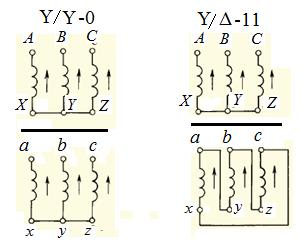 Y/Y-0
Y/Δ-11
A B C
A B C
X Y Z
X Y Z
a b c
a b c
x y z
x y z